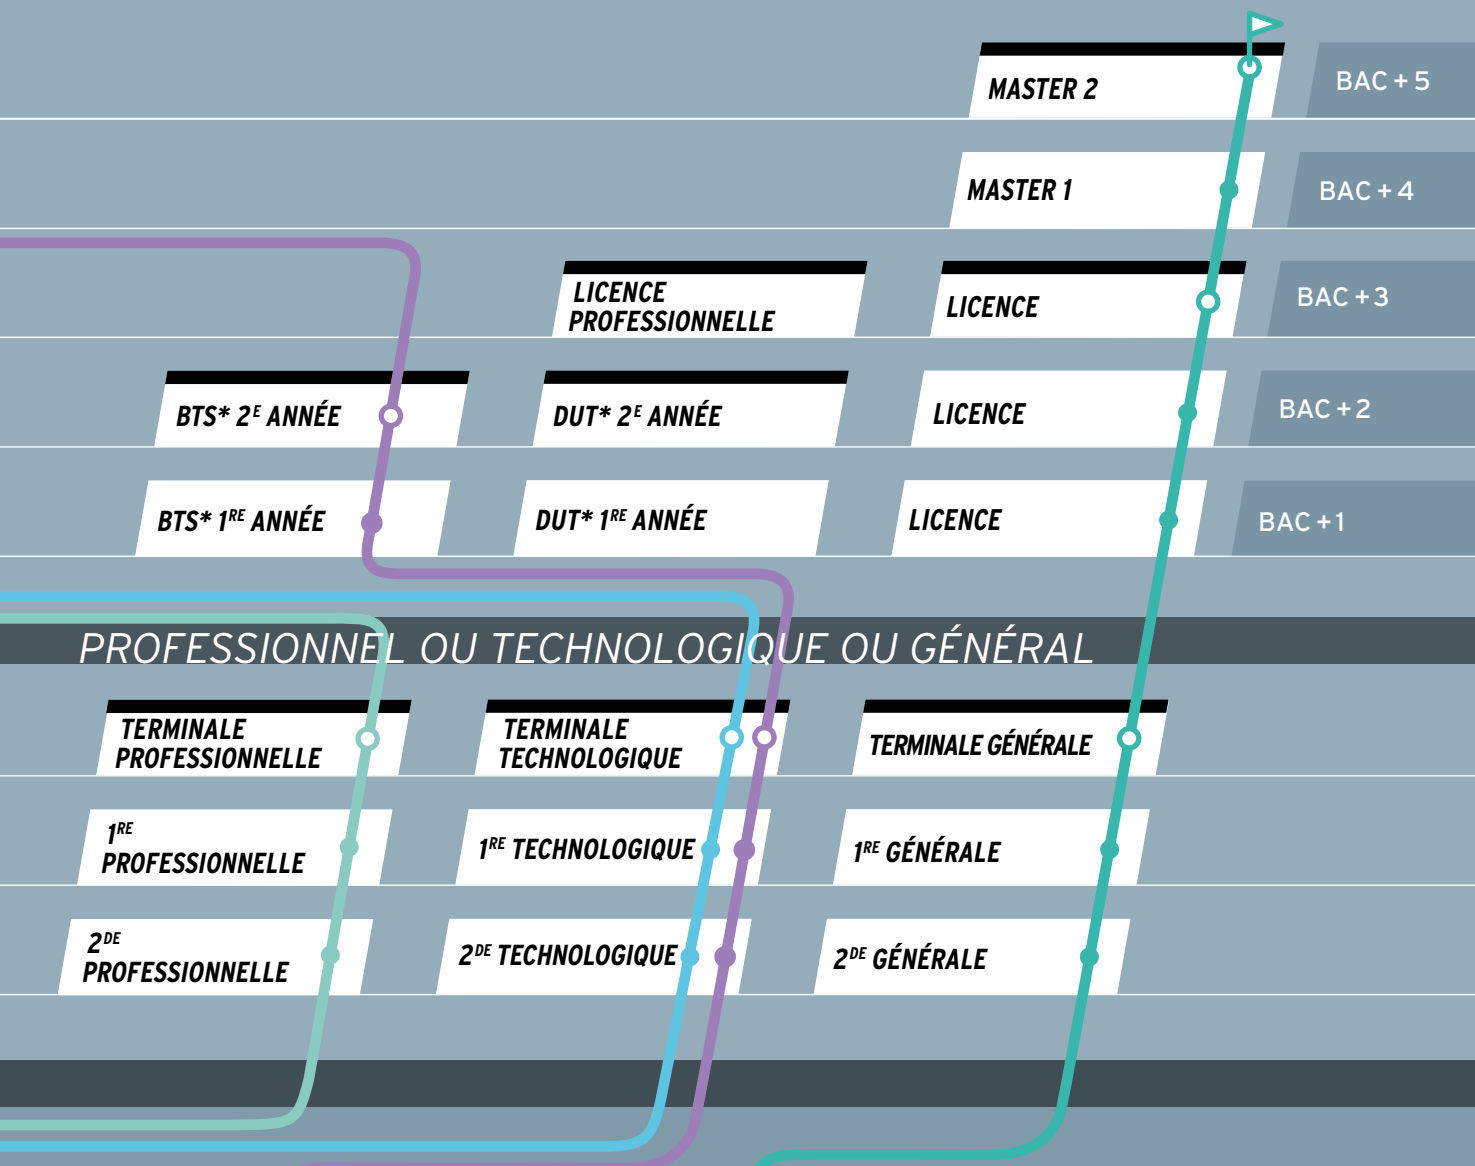 MASTER 2
BAC + 5
MASTER 1
BAC + 4
LICENCE
PROFESSIONNELLE
LICENCE
BAC + 3
BTS* 2E ANNÉE
DUT* 2E ANNÉE
LICENCE
BAC + 2
BTS* 1RE ANNÉE
DUT* 1RE ANNÉE
LICENCE
BAC + 1
PROFESSIONNEL OU TECHNOLOGIQUE OU GÉNÉRAL
TERMINALE
PROFESSIONNELLE
TERMINALE
TECHNOLOGIQUE
TERMINALE GÉNÉRALE
1RE
PROFESSIONNELLE
1RE TECHNOLOGIQUE
1RE GÉNÉRALE
2DE
PROFESSIONNELLE
2DE TECHNOLOGIQUE
2DE GÉNÉRALE